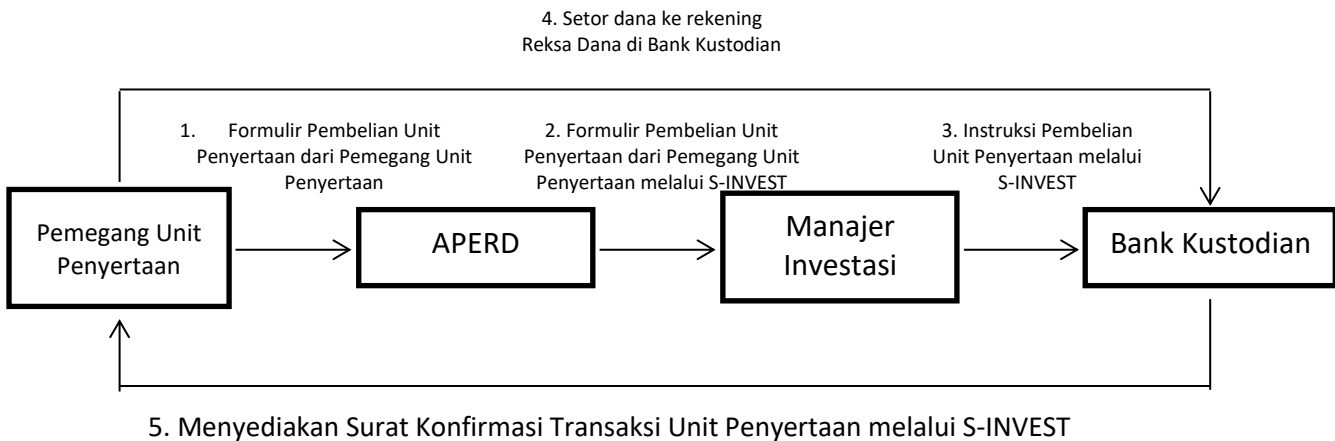 4. Setor dana ke rekening
Reksa Dana di Bank Kustodian
1. Formulir Pembelian Unit
Penyertaan dari Pemegang Unit
Penyertaan
2. Formulir Pembelian Unit
Penyertaan dari Pemegang Unit
Penyertaan melalui S-INVEST
3. Instruksi Pembelian
Unit Penyertaan melalui
S-INVEST
Pemegang Unit
Penyertaan
APERD
Manajer
Investasi
Bank Kustodian
5. Menyediakan Surat Konfirmasi Transaksi Unit Penyertaan melalui S-INVEST